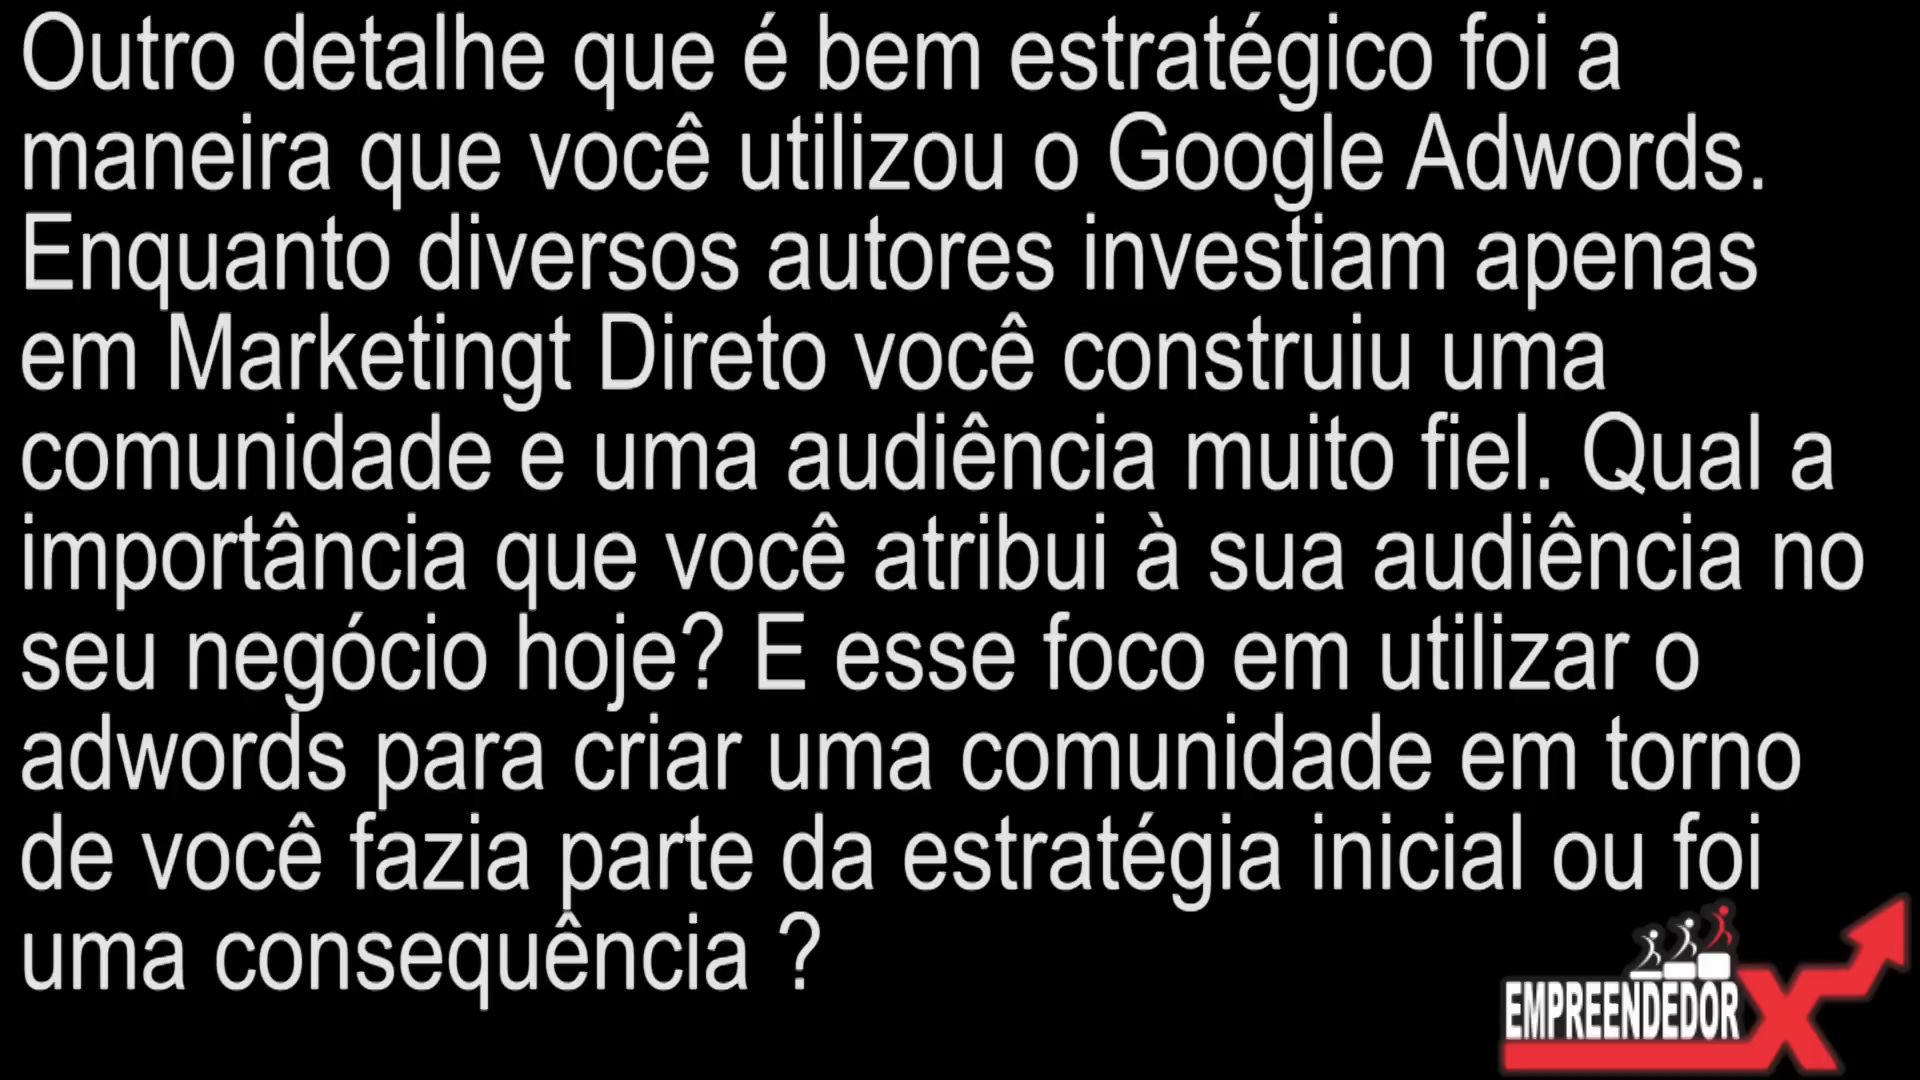 Outro detalhe que é bem estratégico foi a
maneira que você utilizou o Google Adwords.
Enquanto diversos autores investiam apenas
em Marketingt Direto você construiu uma
comunidade e uma audiência muito fiel. Qual a
importância que você atribui à sua audiência no
seu negócio hoje? E esse foco em utilizar o
adwords para criar uma comunidade em torno
de você fazia parte da estratégia inicial ou foi
uma consequência ?
EMPREENDEDOR X